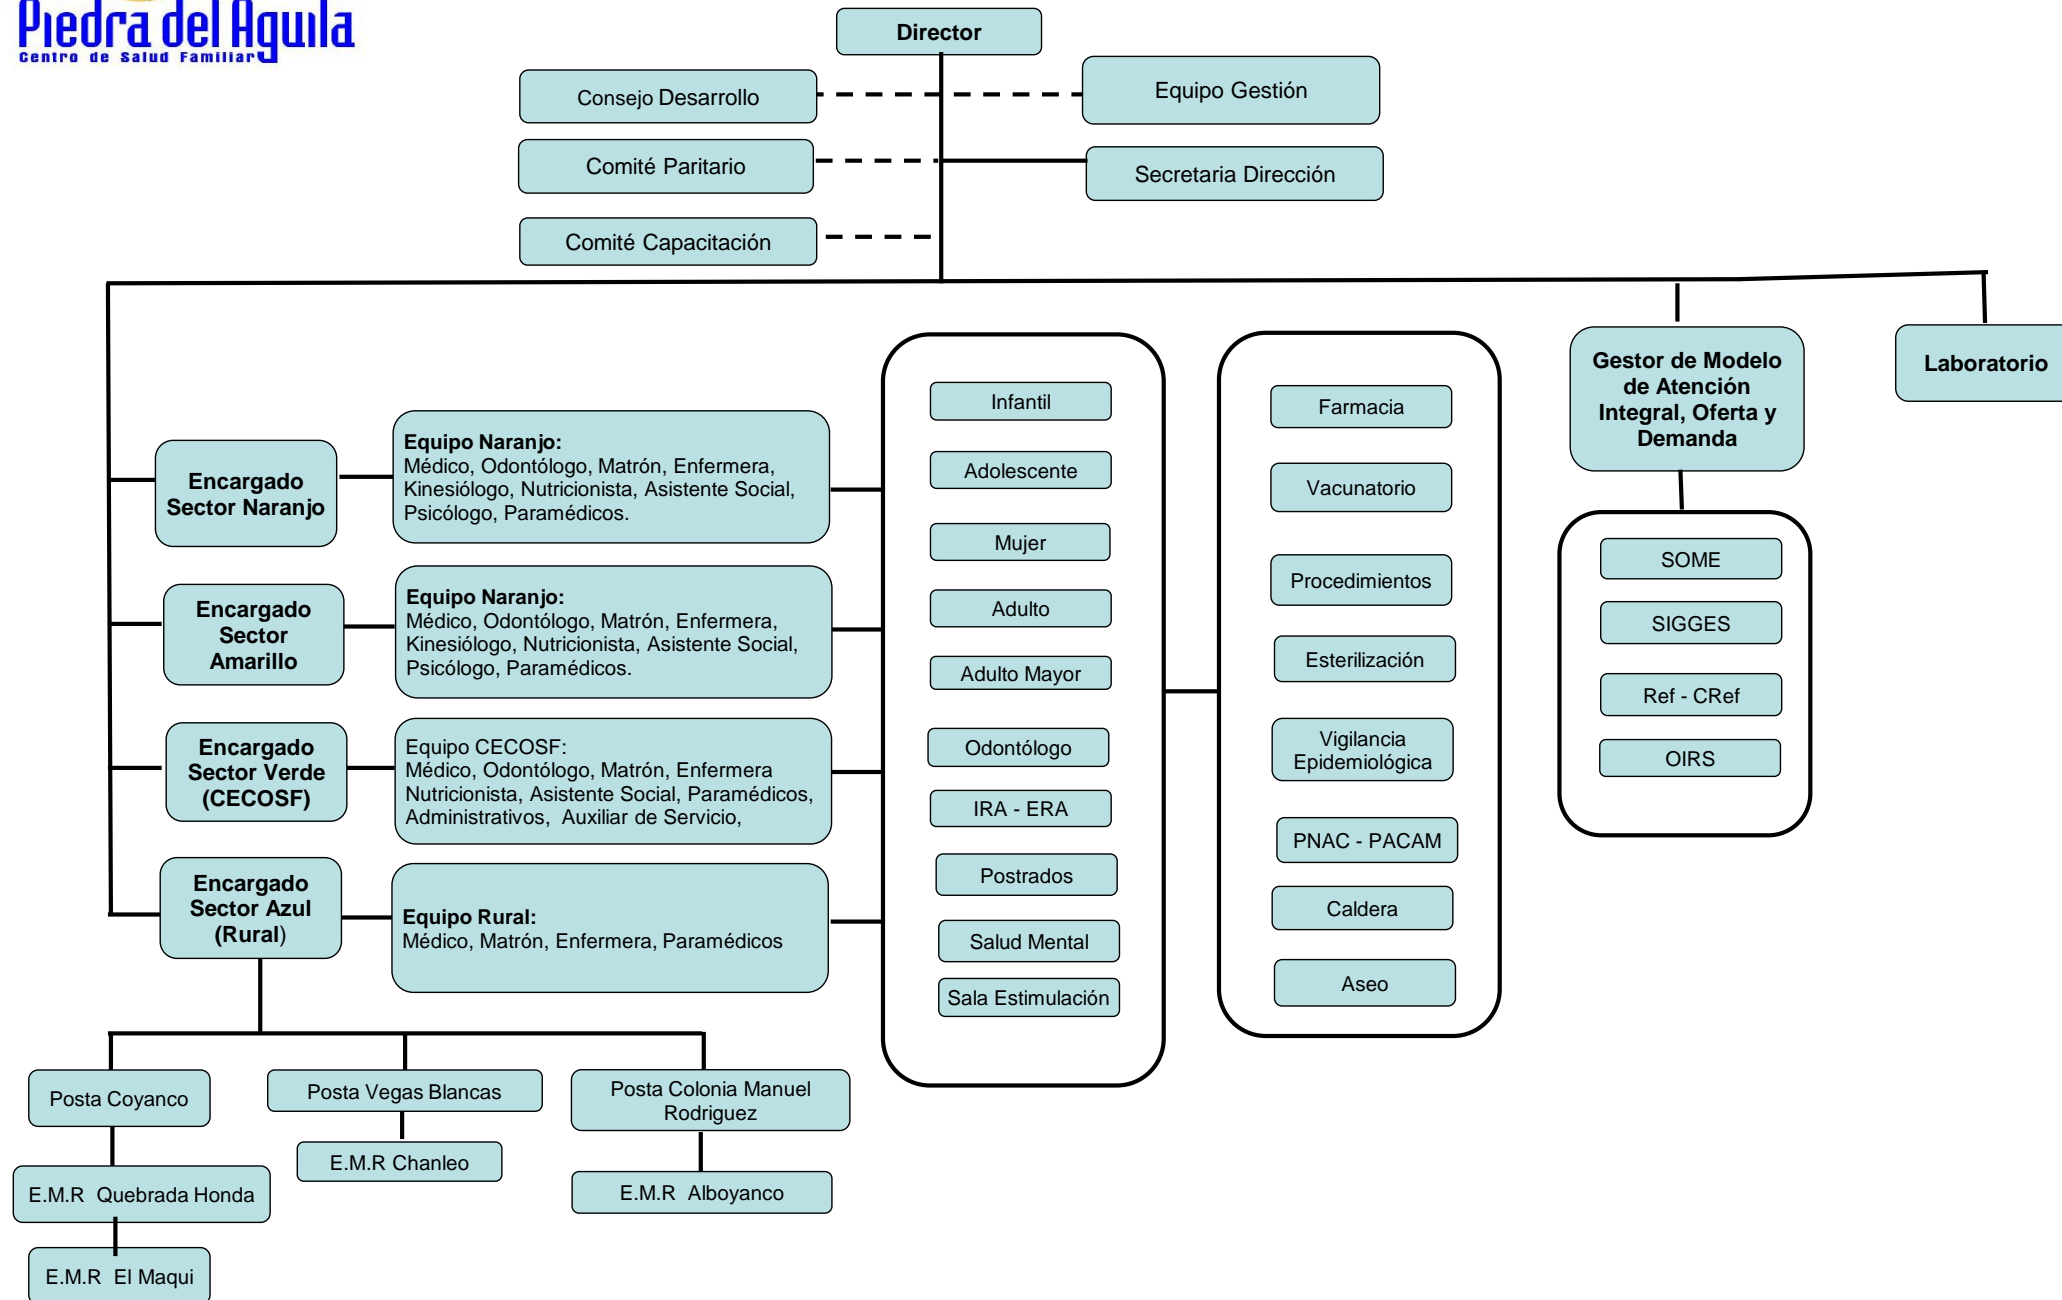 Piedra del Aguila
Centro de Salud Familiar
Director
Consejo Desarrollo
Equipo Gestión
Comité Paritario
Secretaria Dirección
Comité Capacitación
Encargado
Sector Naranjo
Equipo Naranjo:
Médico, Odontólogo, Matrón, Enfermera,
Kinesiólogo, Nutricionista, Asistente Social,
Psicólogo, Paramédicos.
Encargado
Sector
Amarillo
Equipo Naranjo:
Médico, Odontólogo, Matrón, Enfermera,
Kinesiólogo, Nutricionista, Asistente Social,
Psicólogo, Paramédicos.
Encargado
Sector Verde
(CECOSF)
Equipo CECOSF:
Médico, Odontólogo, Matrón, Enfermera
Nutricionista, Asistente Social, Paramédicos,
Administrativos,  Auxiliar de Servicio,
Encargado
Sector Azul
(Rural)
Equipo Rural:
Médico, Matrón, Enfermera, Paramédicos
Infantil
Adolescente
Mujer
Adulto
Adulto Mayor
Odontólogo
IRA - ERA
Postrados
Salud Mental
Sala Estimulación
Farmacia
Vacunatorio
Procedimientos
Esterilización
Vigilancia
Epidemiológica
PNAC - PACAM
Caldera
Aseo
Gestor de Modelo
de Atención
Integral, Oferta y
Demanda
SOME
SIGGES
Ref - CRef
OIRS
Laboratorio
Posta Coyanco
E.M.R  Quebrada Honda
E.M.R  El Maqui
Posta Vegas Blancas
E.M.R Chanleo
Posta Colonia Manuel
Rodriguez
E.M.R  Alboyanco